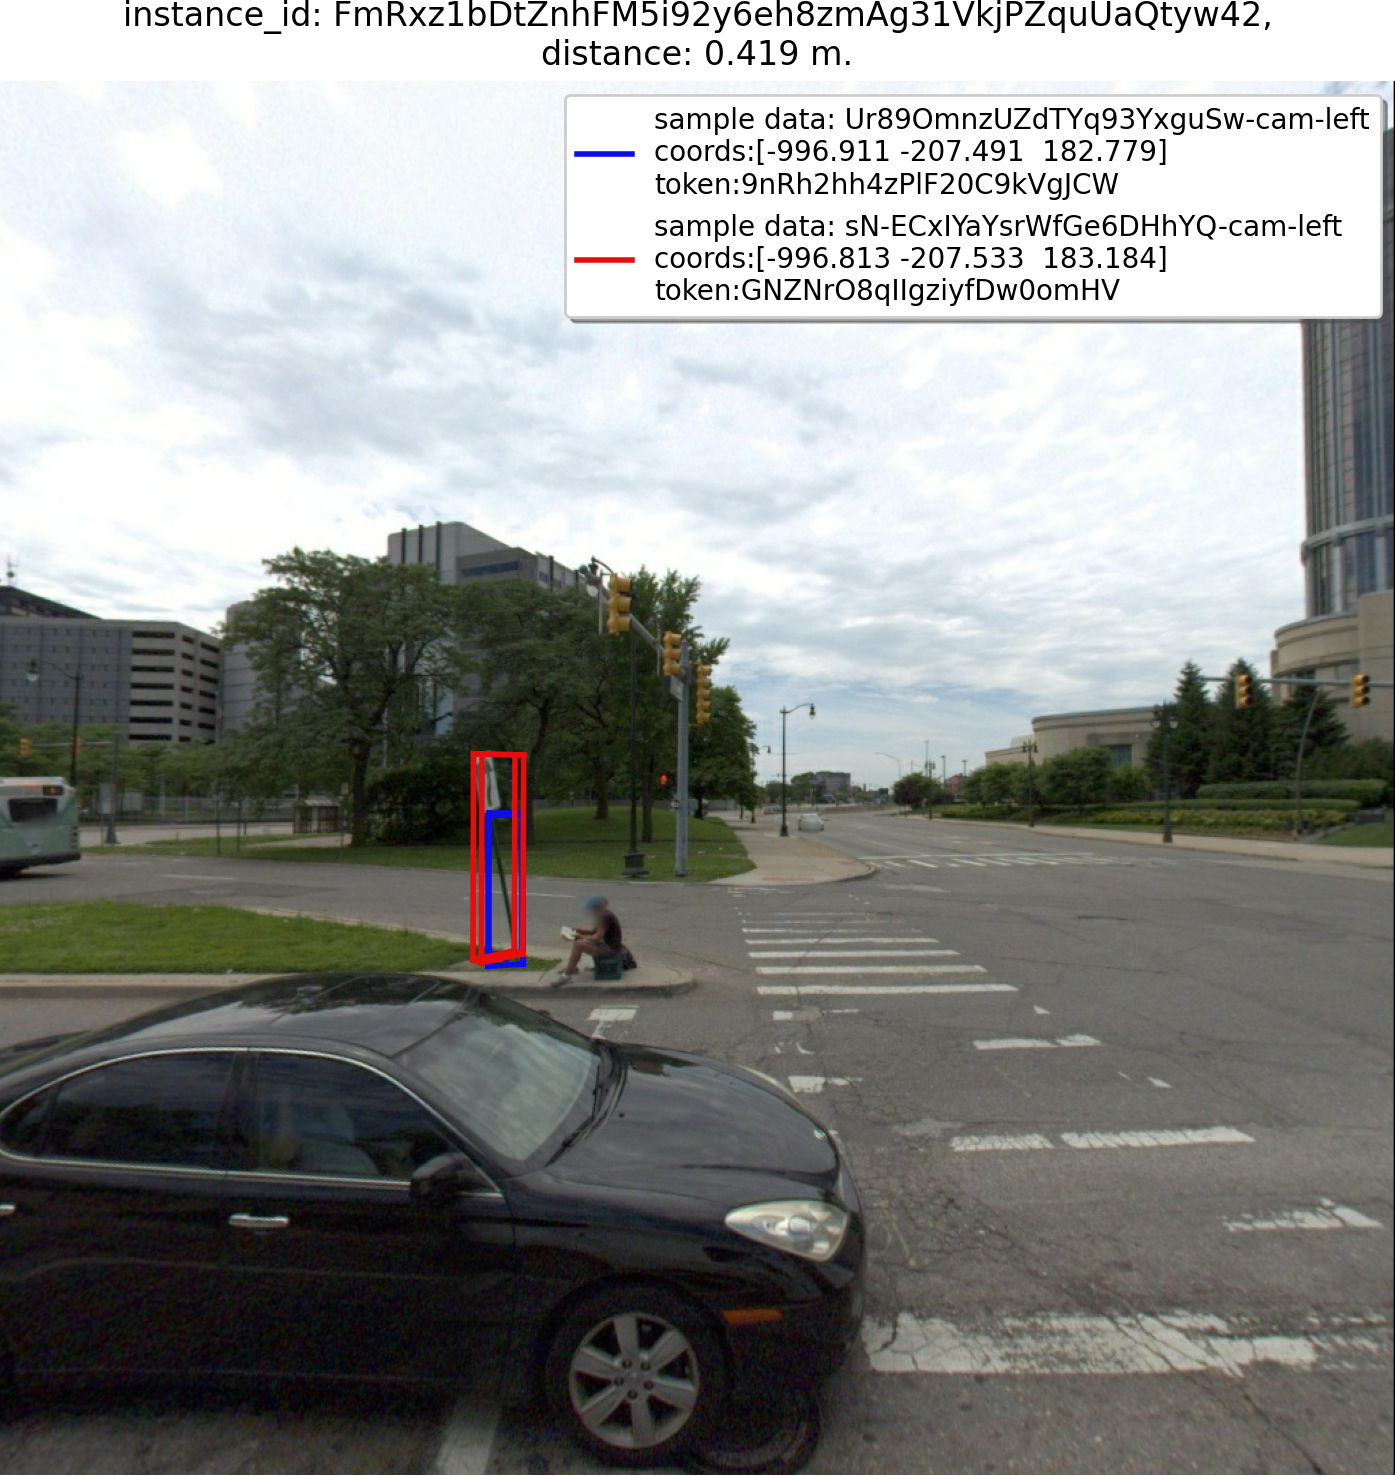 instance_id: FmRxz1bDtZnhFM5i92y6eh8zmAg31VkjPZquUaQtyw42,
distance: 0.419 m.
sample data: Ur89OmnzUZdTYq93YxguSw-cam-left
coords:[-996.911 -207.491  182.779]
token:9nRh2hh4zPlF20C9kVgJCW
sample data: sN-ECxIYaYsrWfGe6DHhYQ-cam-left
coords:[-996.813 -207.533  183.184]
token:GNZNrO8qIIgziyfDw0omHV